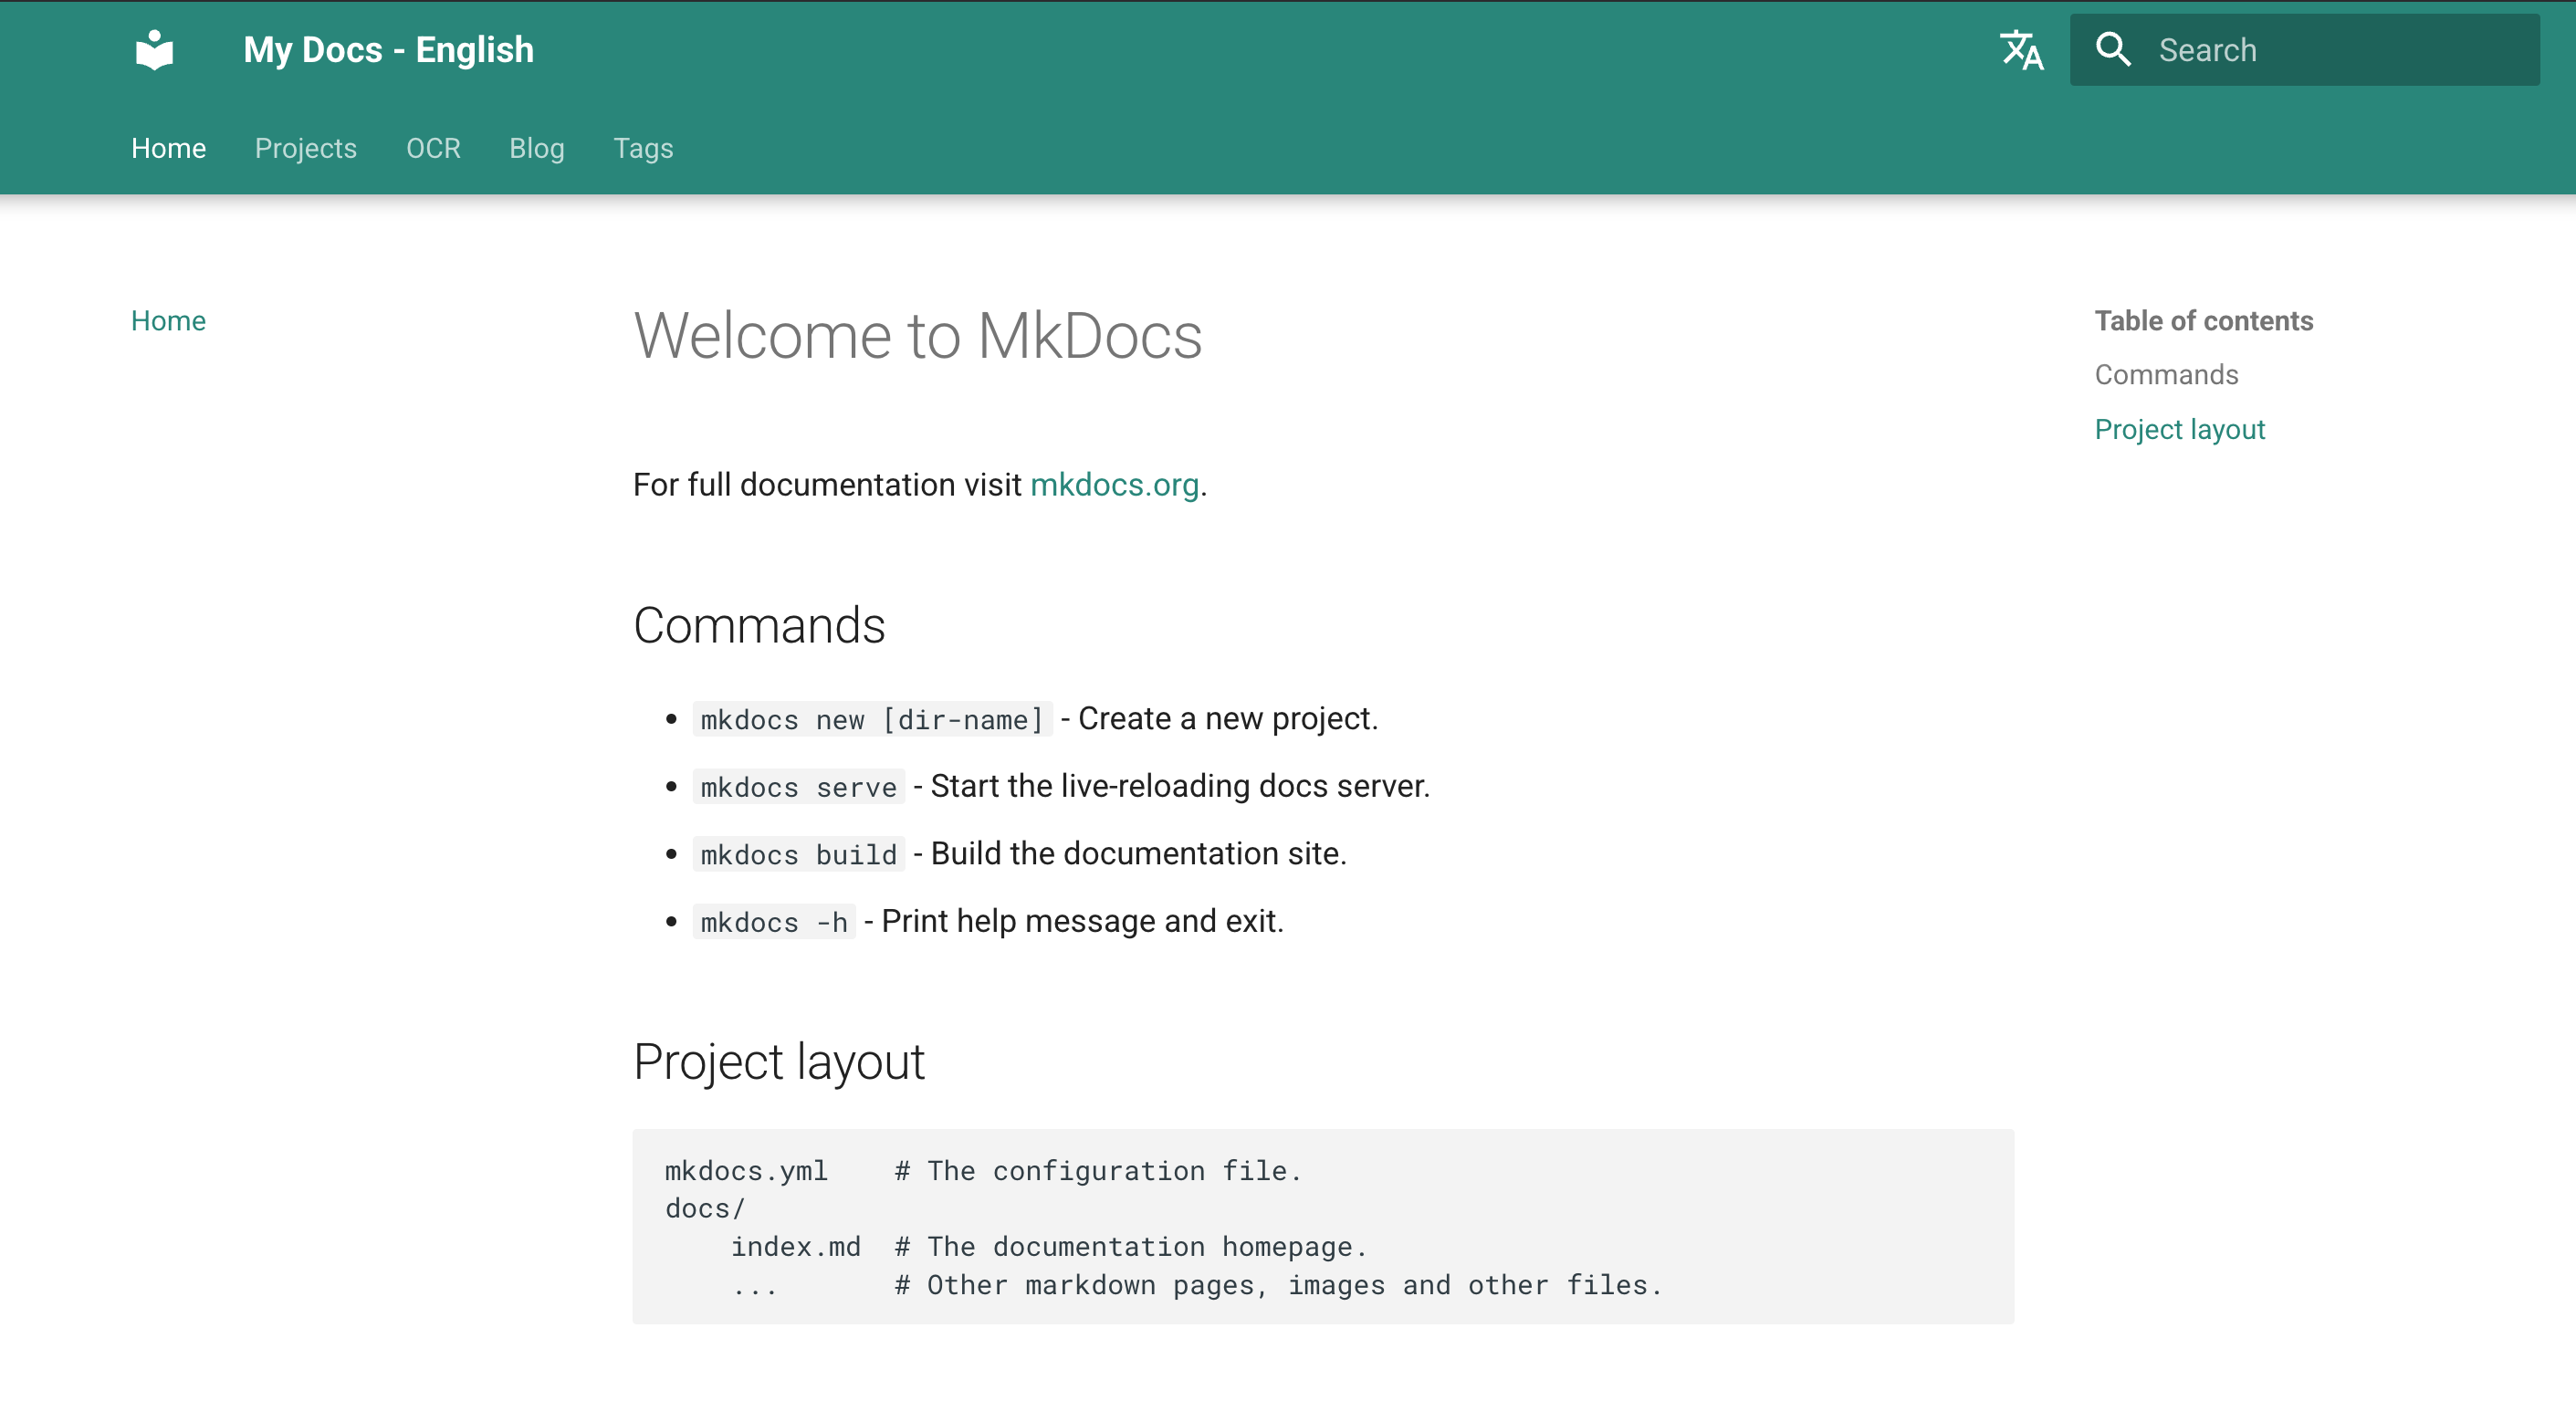 My Docs - English
Search
Home Projects OCR Blog Tags
Home
Welcome to MkDocs
For full documentation visit mkdocs.org.
Commands
mkdocs new [dir-name] - Create a new project.
mkdocs serve - Start the live-reloading docs server.
mkdocs build - Build the documentation site.
mkdocs -h - Print help message and exit.
Project layout
mkdocs.yml    # The configuration file.
docs/
    index.md  # The documentation homepage.
    ...       # Other markdown pages, images and other files.
Table of contents
Commands
Project layout